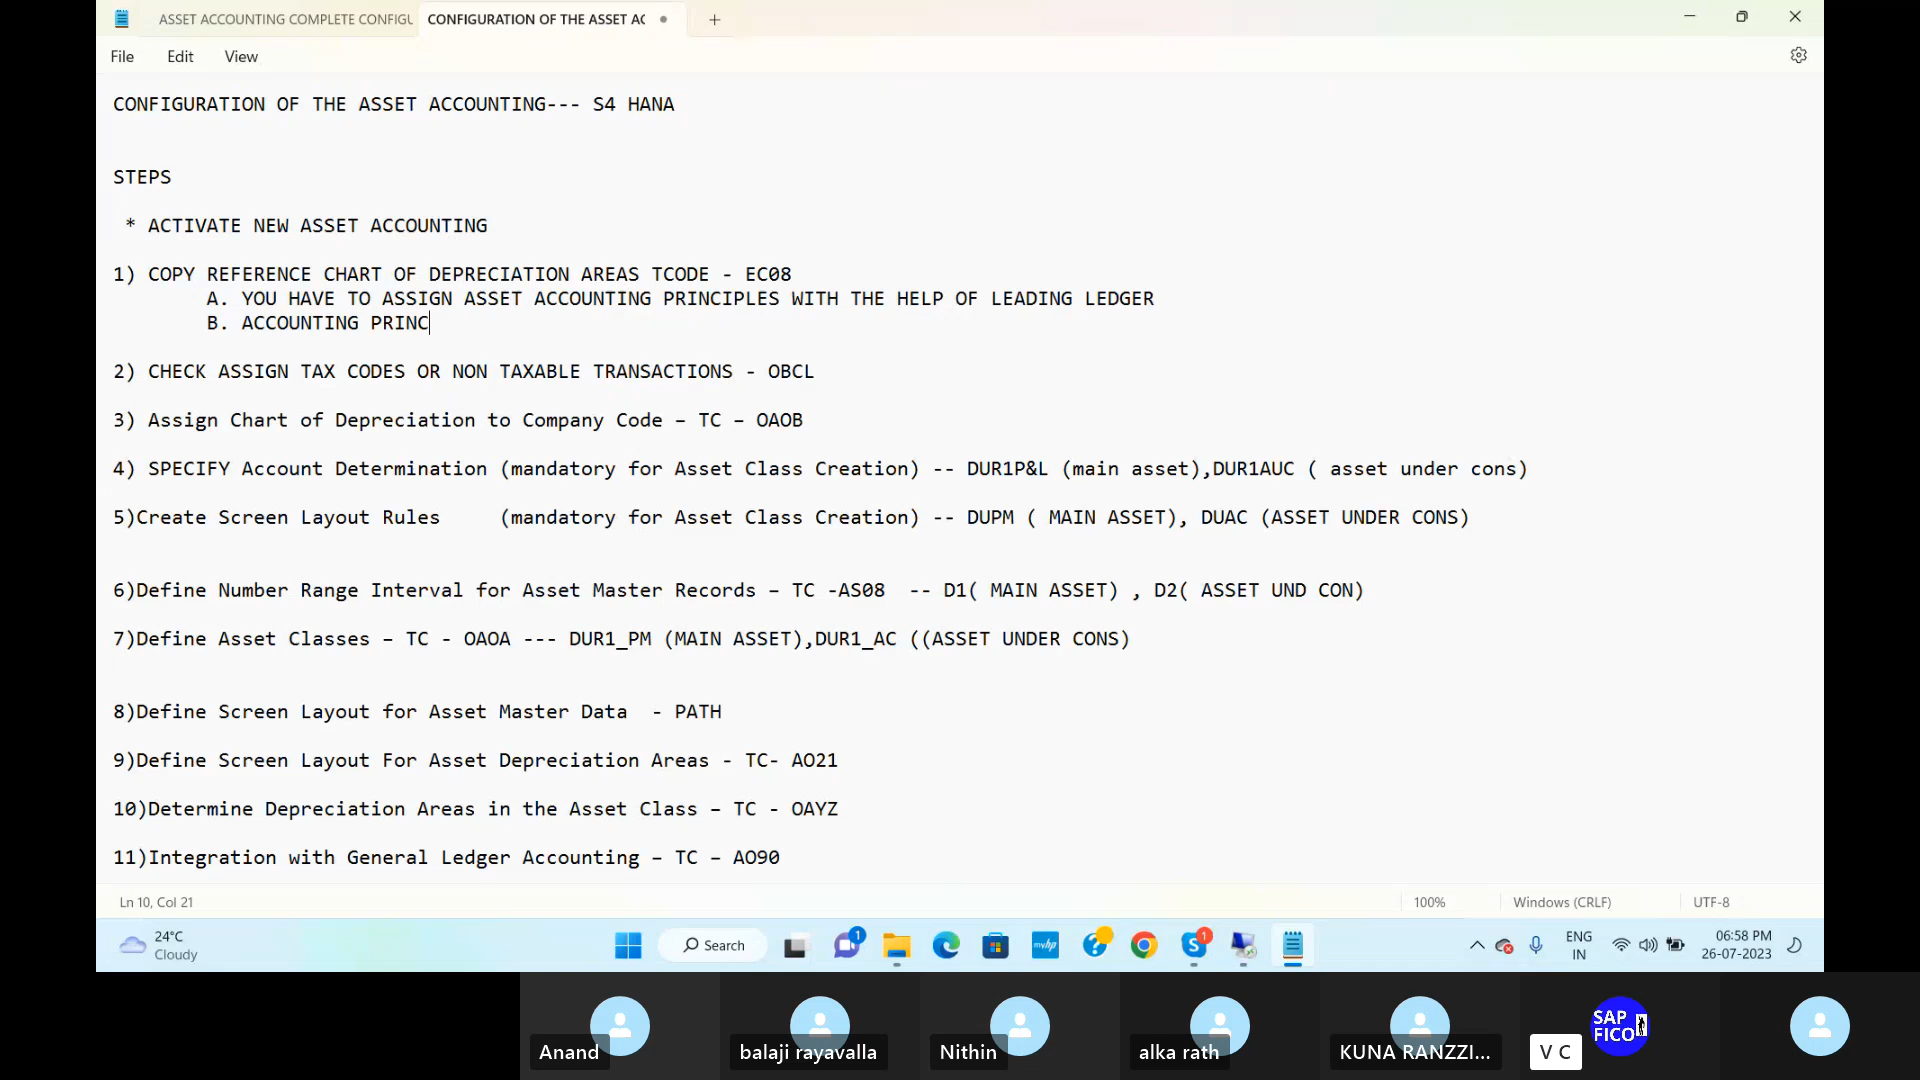 ASSET ACCOUNTING COMPLETE CONFIGU
CONFIGURATION OF THE ASSET AC
File Edit View
CONFIGURATION OF THE ASSET ACCOUNTING--- S4 HANA
STEPS
* ACTIVATE NEW ASSET ACCOUNTING
1) COPY REFERENCE CHART OF DEPRECIATION AREAS TCODE - EC08
A. YOU HAVE TO ASSIGN ASSET ACCOUNTING PRINCIPLES WITH THE HELP OF LEADING LEDGER
B. ACCOUNTING PRINC
2) CHECK ASSIGN TAX CODES OR NON TAXABLE TRANSACTIONS - OBCL
3) Assign Chart of Depreciation to Company Code – TC – OAOB
4) SPECIFY Account Determination (mandatory for Asset Class Creation) -- DUR1P&L (main asset),DUR1AUC ( asset under cons)
5)Create Screen Layout Rules (mandatory for Asset Class Creation) -- DUPM ( MAIN ASSET), DUAC (ASSET UNDER CONS)
6)Define Number Range Interval for Asset Master Records – TC -AS08 -- D1( MAIN ASSET) , D2( ASSET UND CON)
7)Define Asset Classes – TC - OAOA --- DUR1_PM (MAIN ASSET),DUR1_AC ((ASSET UNDER CONS)
8)Define Screen Layout for Asset Master Data - PATH
9)Define Screen Layout For Asset Depreciation Areas - TC- AO21
10)Determine Depreciation Areas in the Asset Class – TC - OAYZ
11)Integration with General Ledger Accounting – TC – AO90
Ln 10, Col 21 100% Windows (CRLF) UTF-8
24°C
Cloudy
Search
1
myhp
1
ENG
IN
06:58 PM
26-07-2023
Anand
balaji rayavalla
Nithin
alka rath
KUNA RANZZI...
SAP
FICO
V C